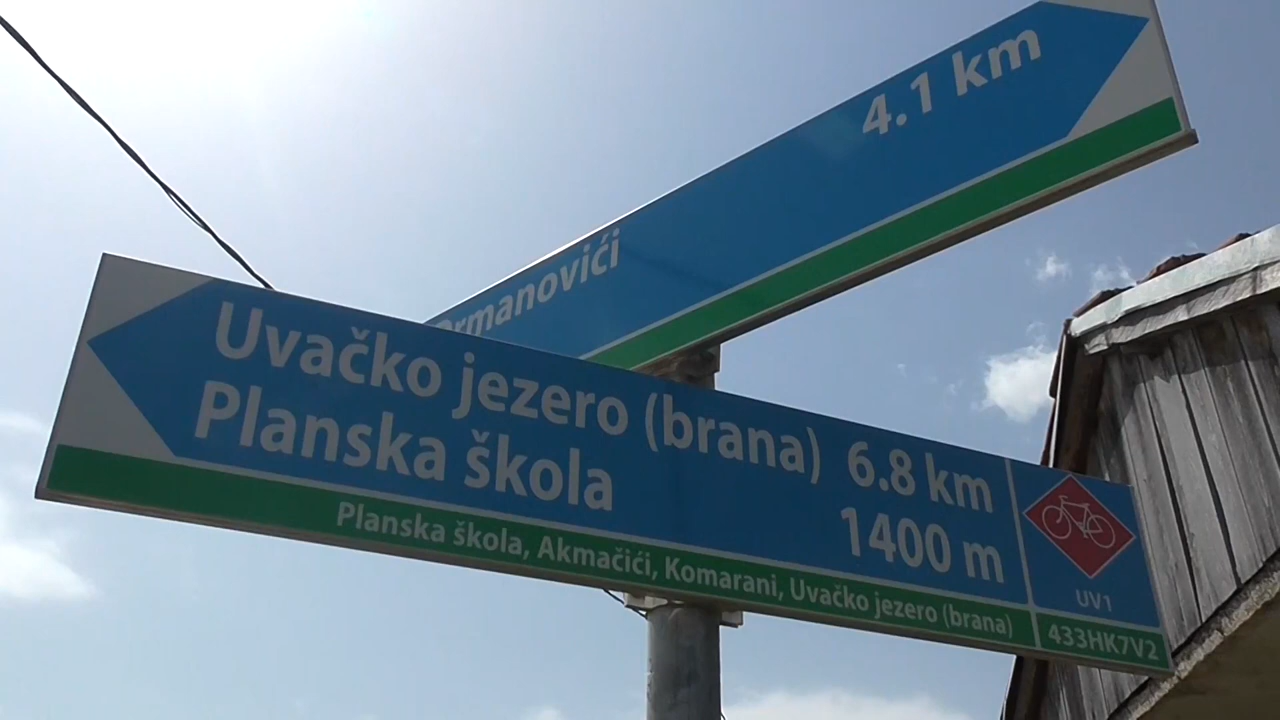 4.1 km
Uvačko jezero (brana) 6.8 km
Planska škola 1400 m
Planska škola, Akmačići, Komarani, Uvačko jezero (brana)
UV1
433HK7V2